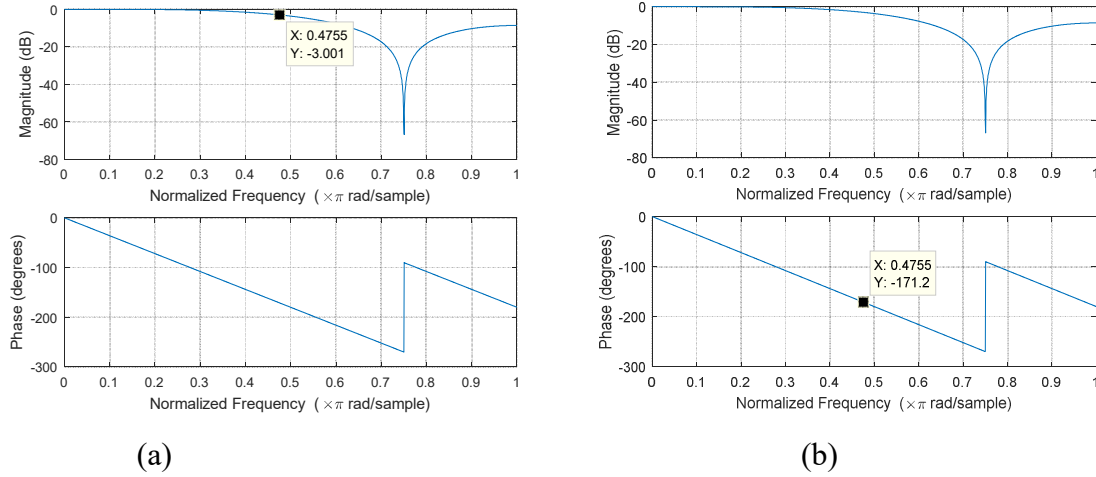 Magnitude (dB)
0
-20
-40
-60
-80
X: 0.4755
Y: -3.001
0 0.1 0.2 0.3 0.4 0.5 0.6 0.7 0.8 0.9 1
Normalized Frequency (×π rad/sample)
Phase (degrees)
0
-100
-200
-300
0 0.1 0.2 0.3 0.4 0.5 0.6 0.7 0.8 0.9 1
Normalized Frequency (×π rad/sample)
(a)
Magnitude (dB)
0
-20
-40
-60
-80
0 0.1 0.2 0.3 0.4 0.5 0.6 0.7 0.8 0.9 1
Normalized Frequency (×π rad/sample)
Phase (degrees)
0
-100
-200
-300
X: 0.4755
Y: -171.2
0 0.1 0.2 0.3 0.4 0.5 0.6 0.7 0.8 0.9 1
Normalized Frequency (×π rad/sample)
(b)